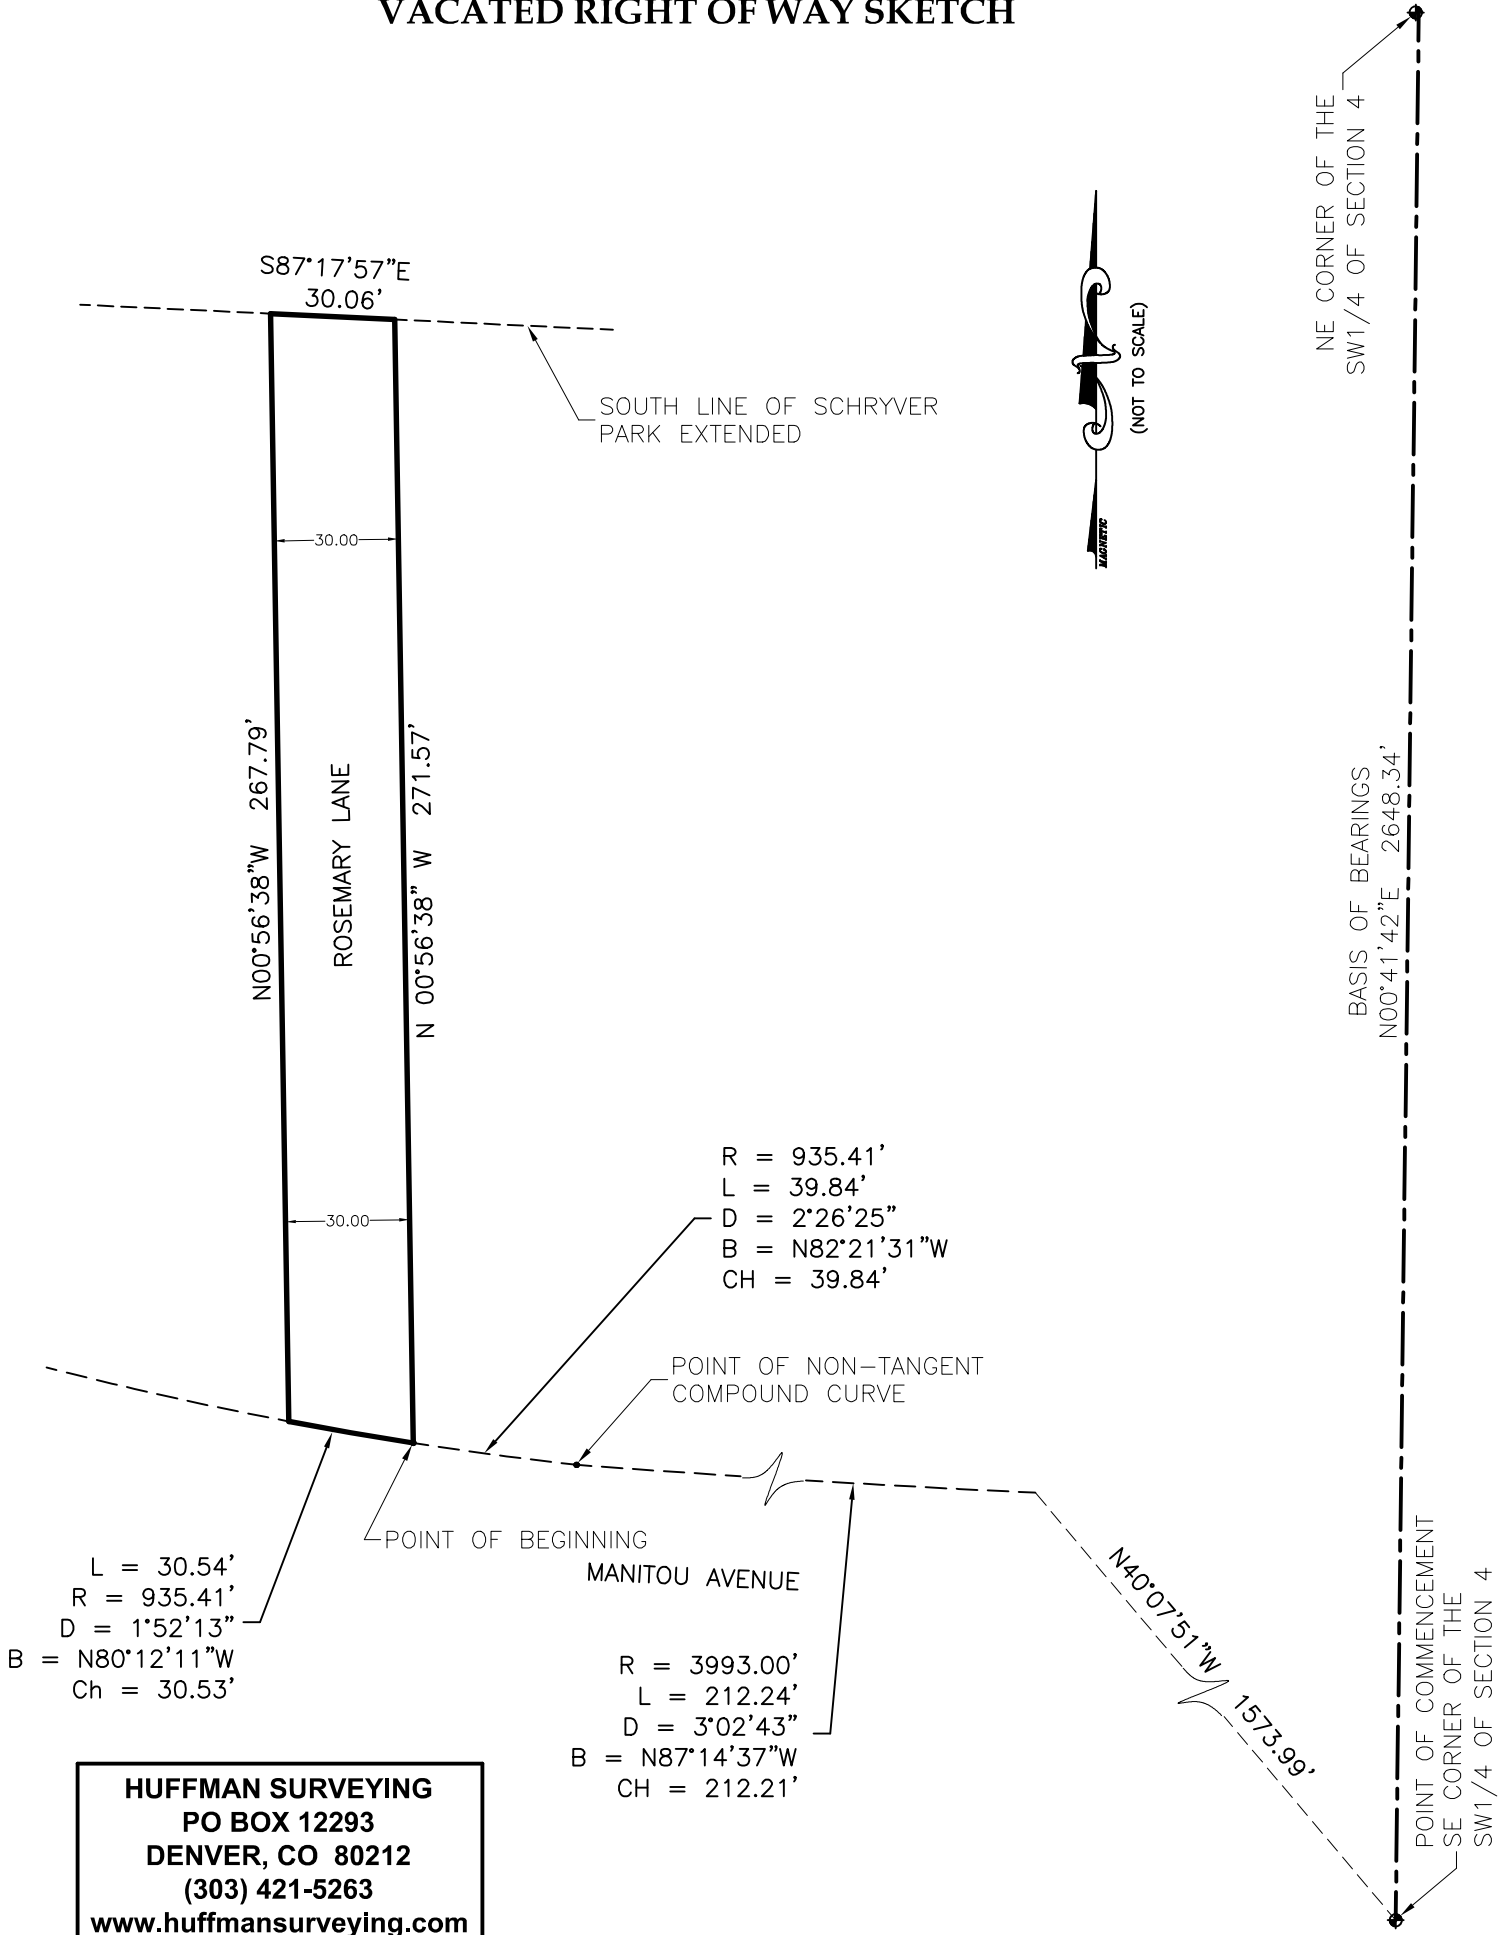 VACATED RIGHT OF WAY SKETCH
NE CORNER OF THE
SW1/4 OF SECTION 4
S87°17'57"E
30.06'
(NOT TO SCALE)
MAGNETIC
SOUTH LINE OF SCHRYVER
PARK EXTENDED
30.00
N00°56'38"W 267.79'
ROSEMARY LANE
N 00°56'38" W 271.57'
BASIS OF BEARINGS
N00°41'42"E 2648.34'
R = 935.41'
L = 39.84'
D = 2°26'25"
B = N82°21'31"W
CH = 39.84'
30.00
POINT OF NON-TANGENT
COMPOUND CURVE
POINT OF BEGINNING
MANITOU AVENUE
L = 30.54'
R = 935.41'
D = 1°52'13"
B = N80°12'11"W
Ch = 30.53'
R = 3993.00'
L = 212.24'
D = 3°02'43"
B = N87°14'37"W
CH = 212.21'
N40°07'51"W 1573.99'
POINT OF COMMENCEMENT
SE CORNER OF THE
SW1/4 OF SECTION 4
HUFFMAN SURVEYING
PO BOX 12293
DENVER, CO 80212
(303) 421-5263
www.huffmansurveying.com